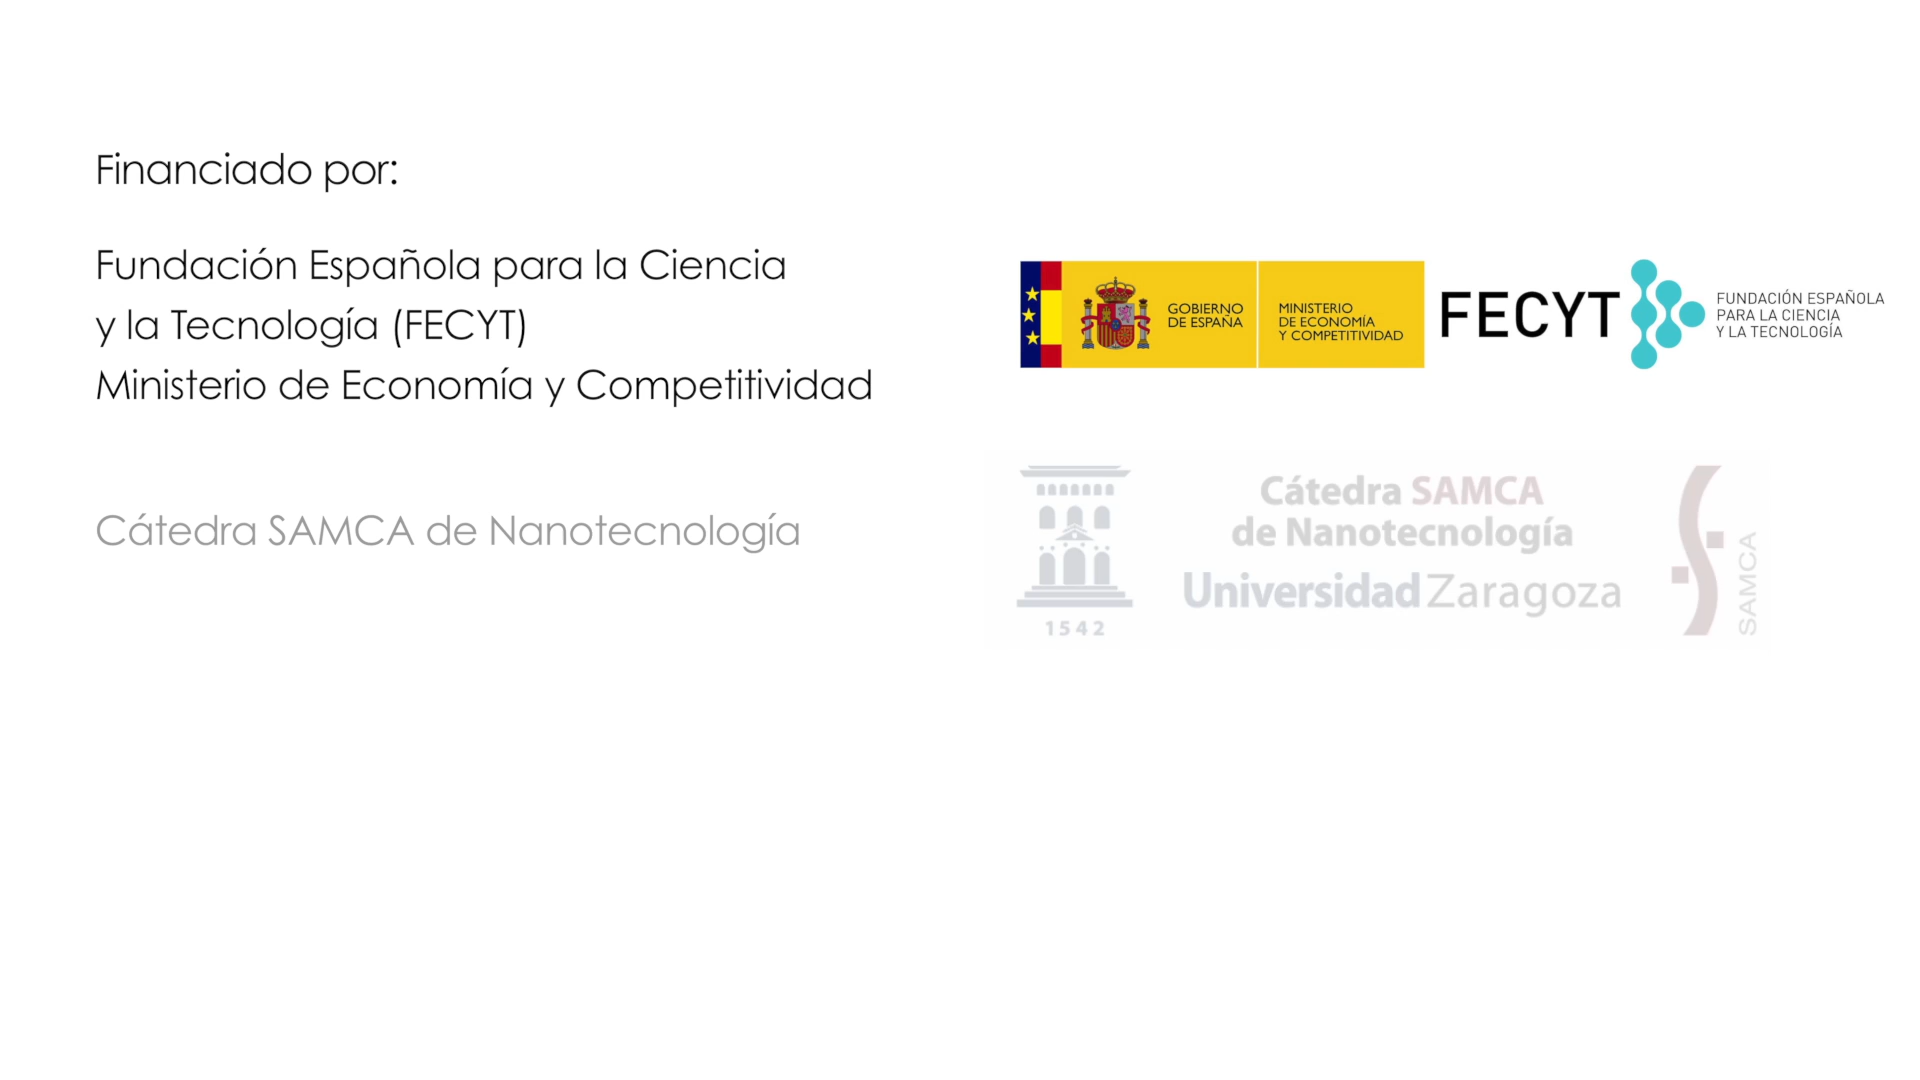 Financiado por:
Fundación Española para la Ciencia
y la Tecnología (FECYT)
Ministerio de Economía y Competitividad
GOBIERNO
DE ESPAÑA
MINISTERIO
DE ECONOMÍA
Y COMPETITIVIDAD
FECYT
FUNDACIÓN ESPAÑOLA
PARA LA CIENCIA
Y LA TECNOLOGÍA
Cátedra SAMCA de Nanotecnología
1542
Cátedra SAMCA
de Nanotecnología
Universidad Zaragoza
SAMCA